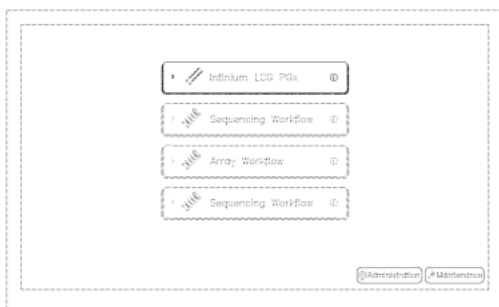 Infinium LCG PGx
Sequencing Workflow
Array Workflow
Sequencing Workflow
Administration
Maintenance